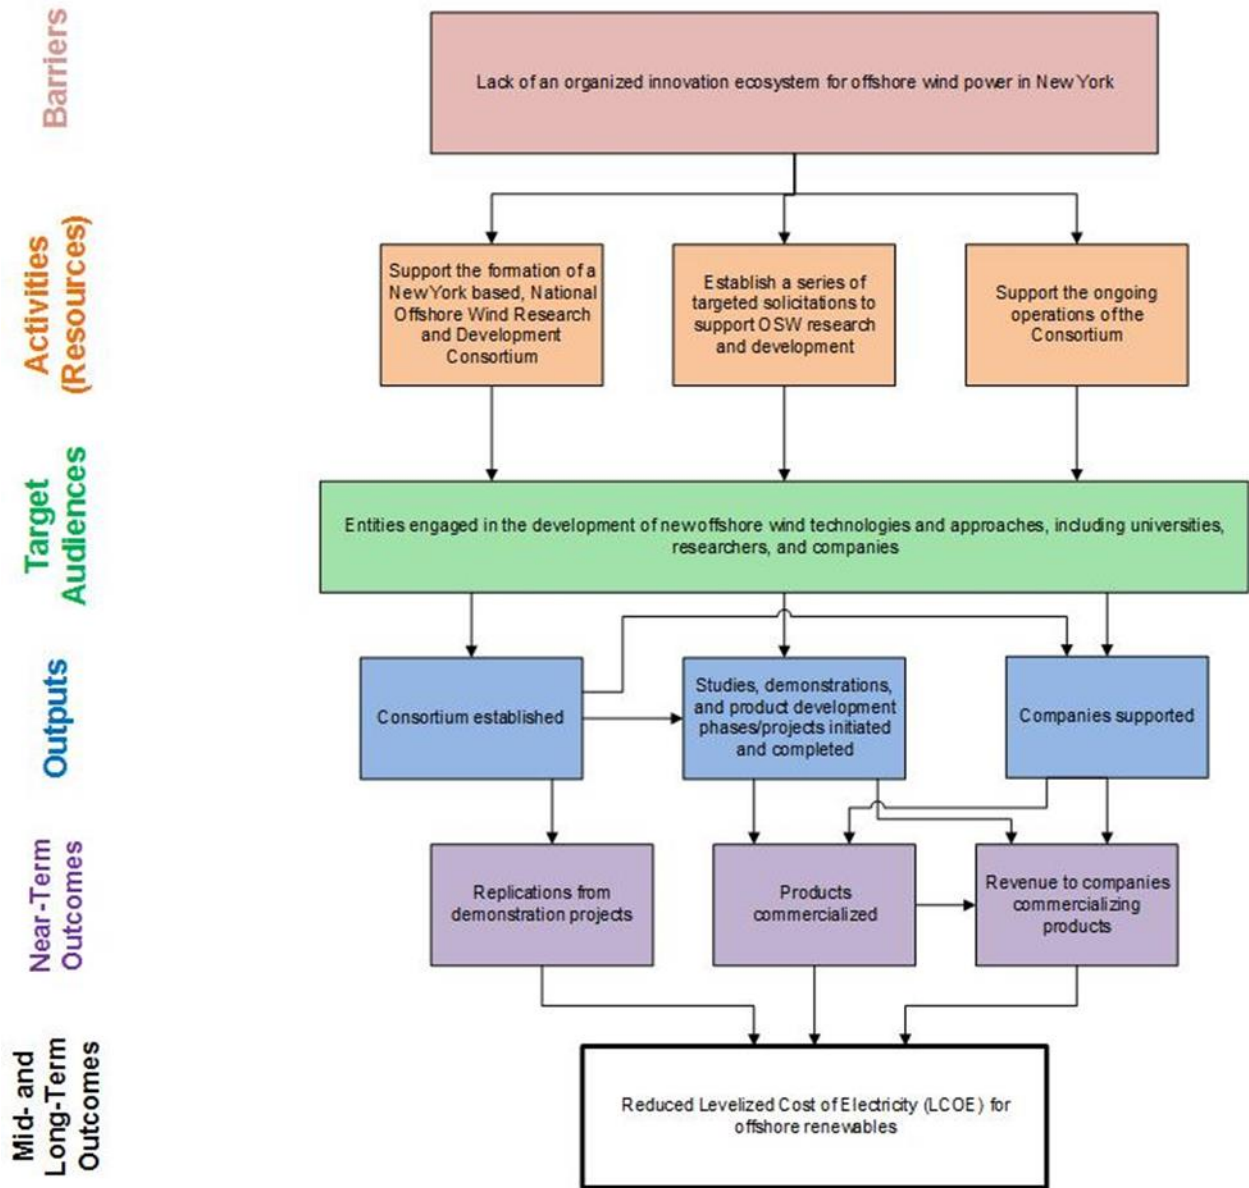 Barriers
Lack of an organized innovation ecosystem for offshore wind power in New York
Activities
(Resources)
Support the formation of a
New York based, National
Offshore Wind Research
and Development
Consortium
Establish a series of
targeted solicitations to
support OSW research
and development
Support the ongoing
operations of the
Consortium
Target
Audiences
Entities engaged in the development of new offshore wind technologies and approaches, including universities,
researchers, and companies
Outputs
Consortium established
Studies, demonstrations,
and product development
phases/projects initiated
and completed
Companies supported
Near-Term
Outcomes
Replications from
demonstration projects
Products
commercialized
Revenue to companies
commercializing
products
Mid- and
Long-Term
Outcomes
Reduced Levelized Cost of Electricity (LCOE) for
offshore renewables